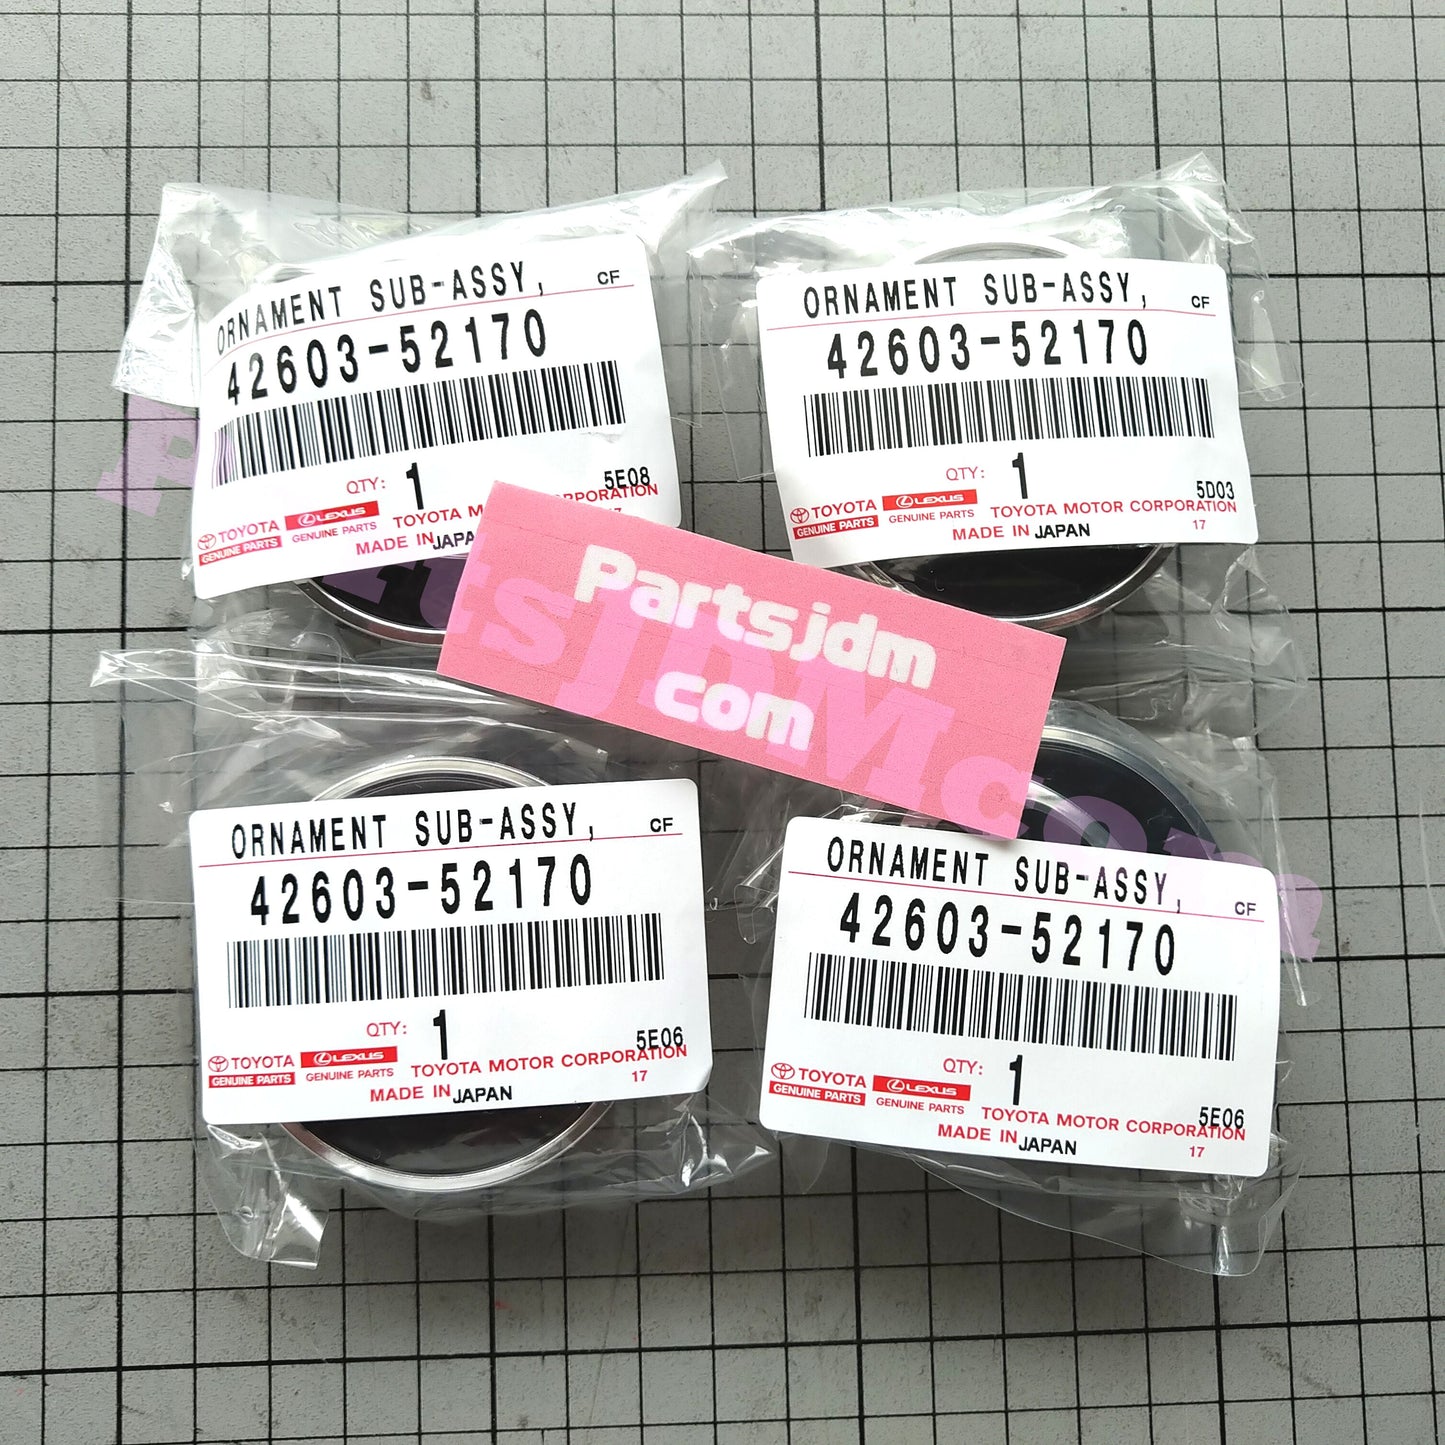 ORNAMENT SUB-ASSY, CF
42603-52170
QTY: 1
5E08
TOYOTA LEXUS
GENUINE PARTS GENUINE PARTS
TOYOTA
RPORATION
MADE IN JAPA
ORNAMENT SUB-ASSY, CF
42603-52170
QTY: 1
5D03
TOYOTA LEXUS TOYOTA MOTOR CORPORATION
GENUINE PARTS GENUINE PARTS
17
MADE IN JAPAN
Partsjdm
com
PartsJDMcom
ORNAMENT SUB-ASSY, CF
42603-52170
QTY: 1
5E06
TOYOTA LEXUS TOYOTA MOTOR CORPORATION
GENUINE PARTS GENUINE PARTS
17
MADE IN JAPAN
ORNAMENT SUB-ASSY, CF
42603-52170
QTY: 1
5E06
TOYOTA LEXUS TOYOTA MOTOR CORPORATION
GENUINE PARTS GENUINE PARTS
17
MADE IN JAPAN